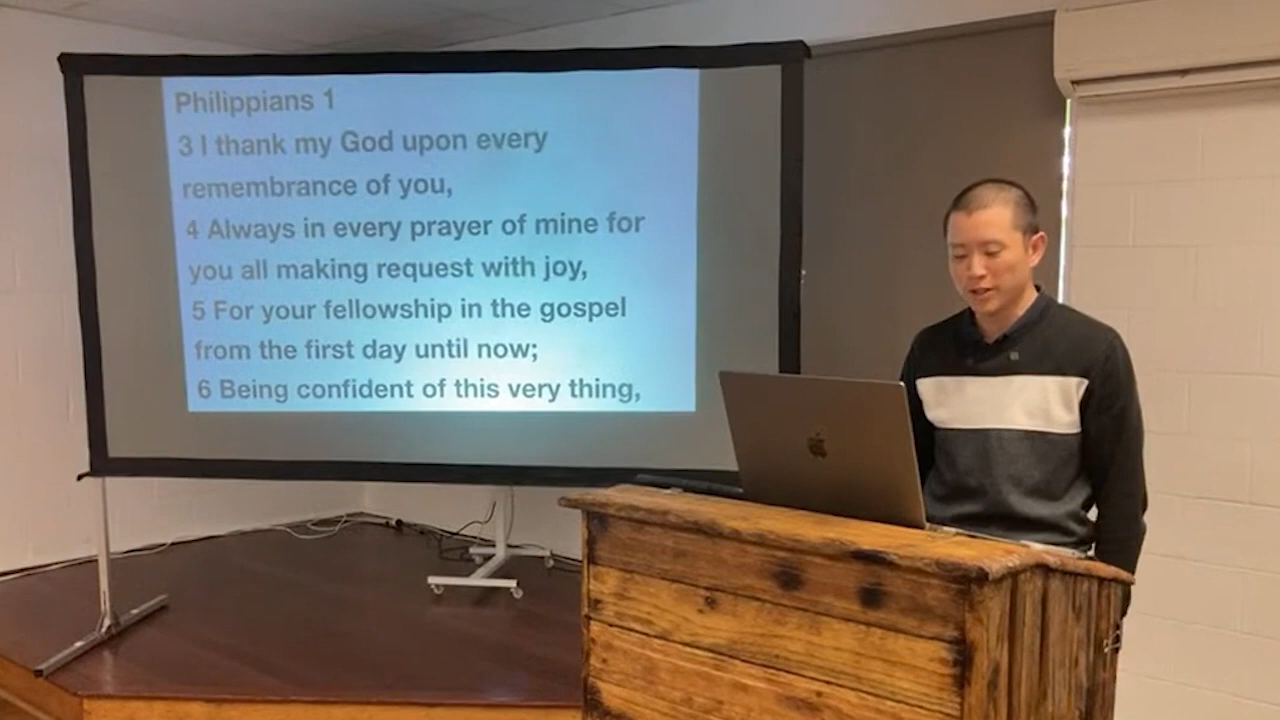 Philippians 1
3 I thank my God upon every
remembrance of you,
4 Always in every prayer of mine for
you all making request with joy,
5 For your fellowship in the gospel
from the first day until now;
6 Being confident of this very thing,